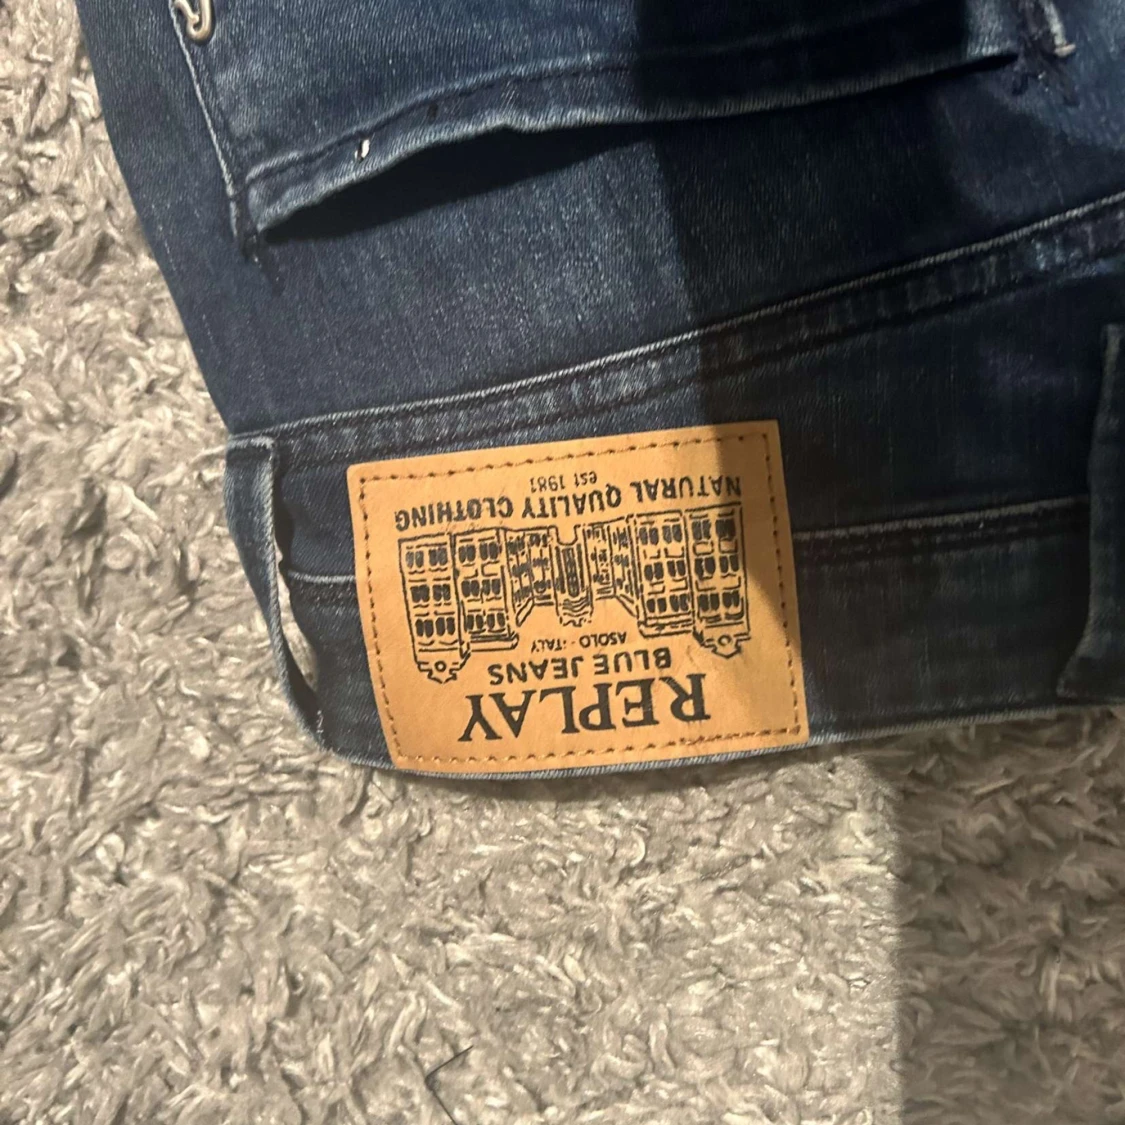 REPLAY
BLUE JEANS
ASOLO - ITALY
NATURAL QUALITY CLOTHING
est 1981